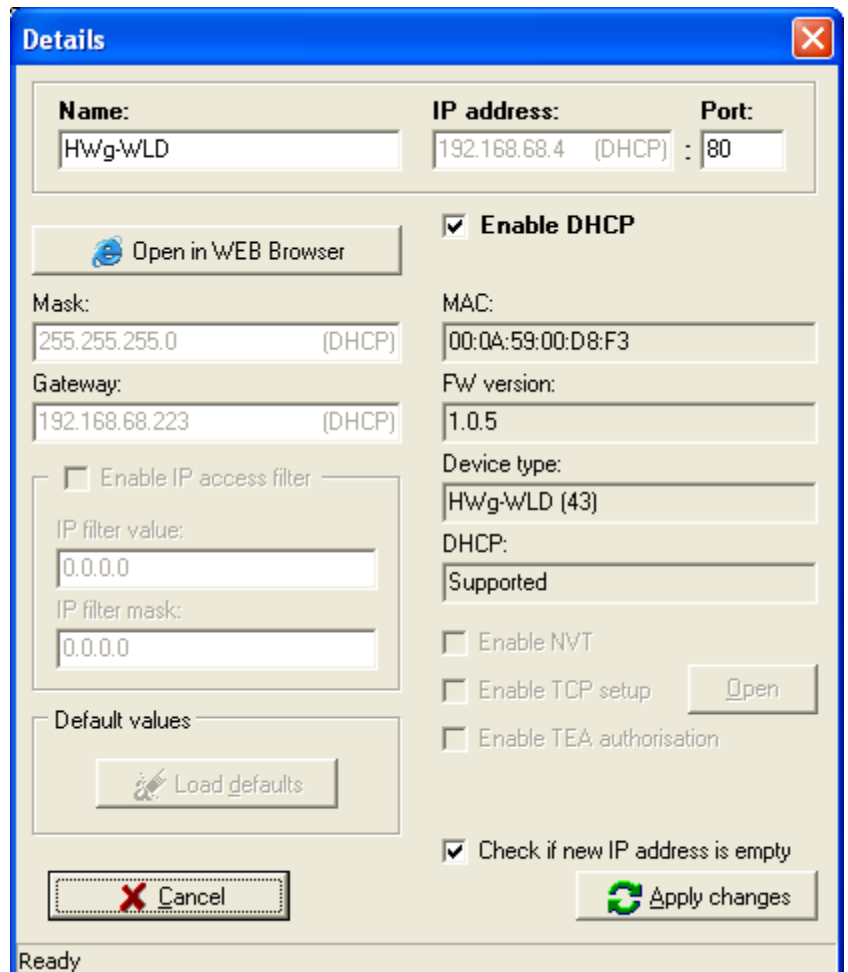 Details
Name:
IP address:
Port:
HWg-WLD
192.168.68.4 (DHCP) : 80
Open in WEB Browser
Enable DHCP
Mask:
255.255.255.0 (DHCP)
Gateway:
192.168.68.223 (DHCP)
Enable IP access filter
IP filter value:
0.0.0.0
IP filter mask:
0.0.0.0
Default values
Load defaults
MAC:
00:0A:59:00:D8:F3
FW version:
1.0.5
Device type:
HWg-WLD (43)
DHCP:
Supported
Enable NVT
Enable TCP setup
Open
Enable TEA authorisation
Check if new IP address is empty
Cancel
Apply changes
Ready